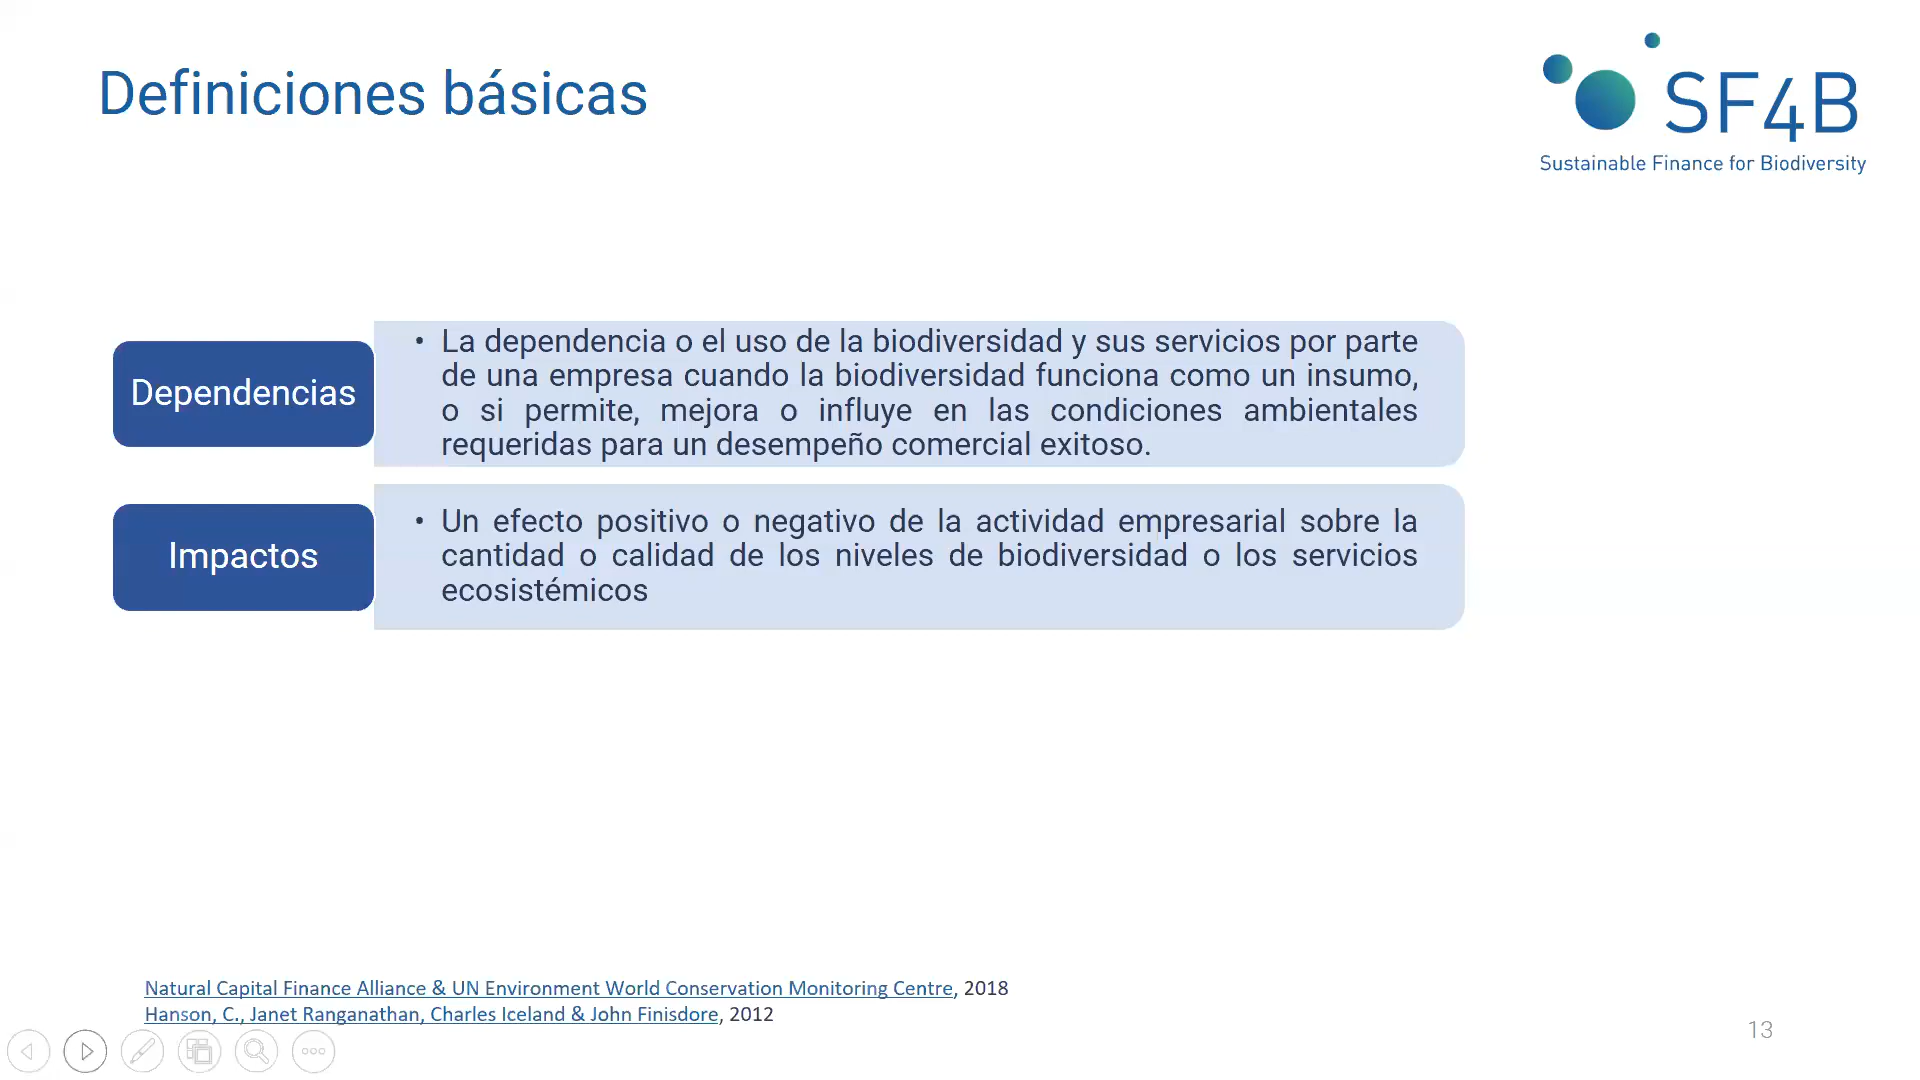 Definiciones básicas
SF4B
Sustainable Finance for Biodiversity
Dependencias
• La dependencia o el uso de la biodiversidad y sus servicios por parte
de una empresa cuando la biodiversidad funciona como un insumo,
o si permite, mejora o influye en las condiciones ambientales
requeridas para un desempeño comercial exitoso.
Impactos
• Un efecto positivo o negativo de la actividad empresarial sobre la
cantidad o calidad de los niveles de biodiversidad o los servicios
ecosistémicos
Natural Capital Finance Alliance & UN Environment World Conservation Monitoring Centre, 2018
Hanson, C., Janet Ranganathan, Charles Iceland & John Finisdore, 2012
13